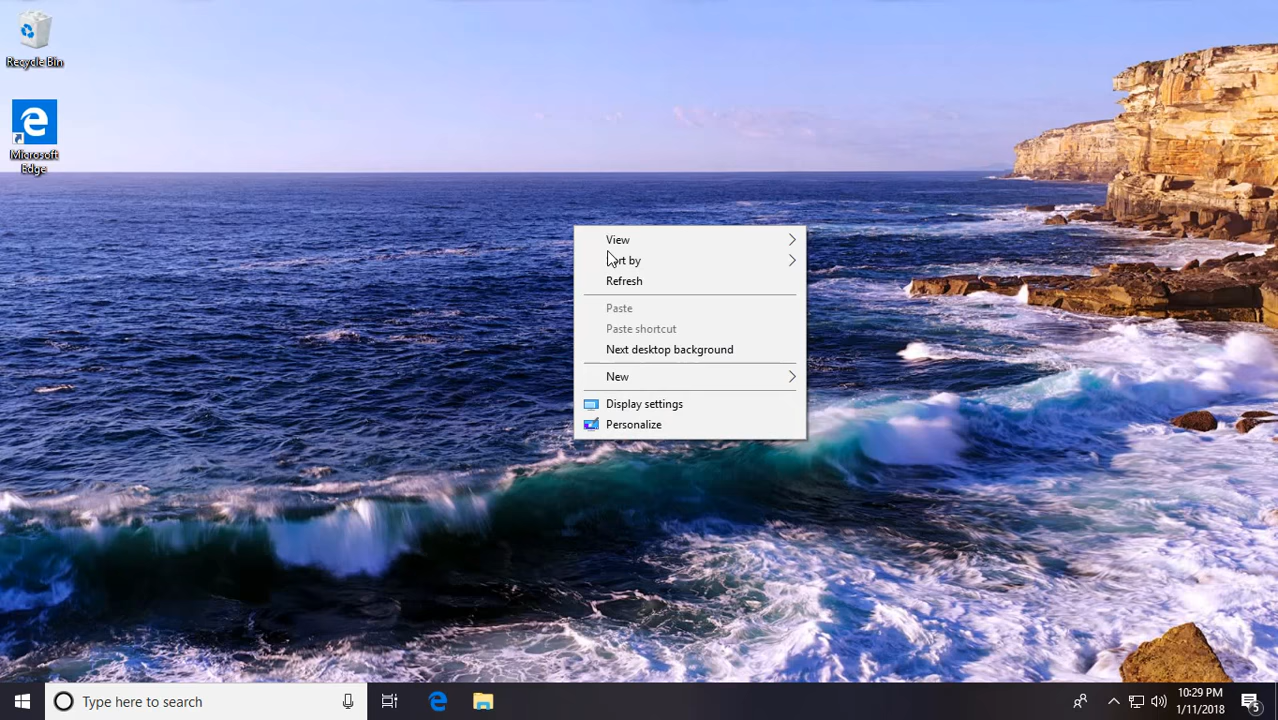 Recycle Bin
Microsoft
Edge
View
Sort by
Refresh
Paste
Paste shortcut
Next desktop background
New
Display settings
Personalize
Type here to search
10:29 PM
1/11/2018
5